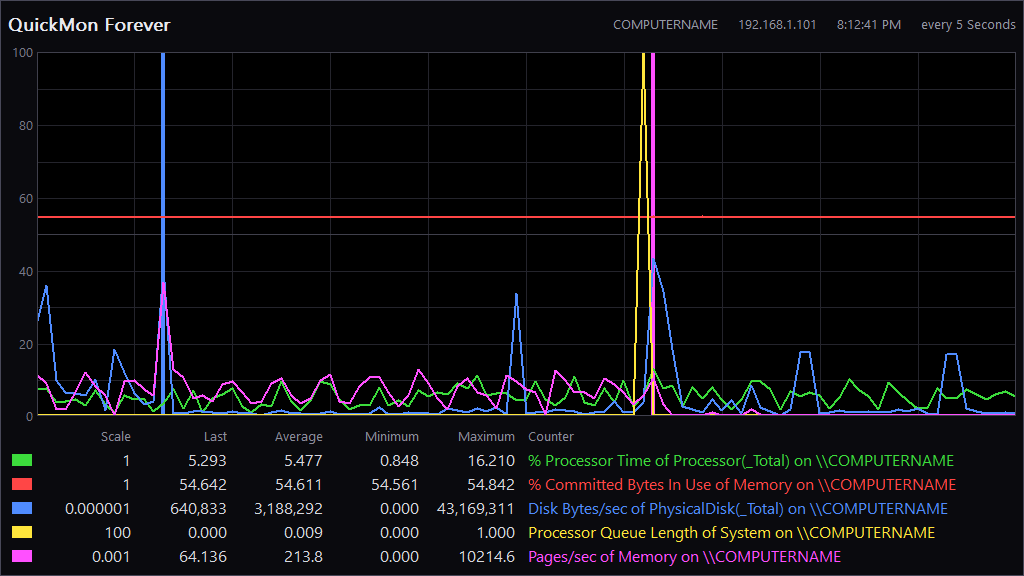 QuickMon Forever COMPUTERNAME 192.168.1.101 8:12:41 PM every 5 Seconds
100
80
60
40
20
0
Scale Last Average Minimum Maximum Counter
1 5.293 5.477 0.848 16.210 % Processor Time of Processor(_Total) on \\COMPUTERNAME
1 54.642 54.611 54.561 54.842 % Committed Bytes In Use of Memory on \\COMPUTERNAME
0.000001 640,833 3,188,292 0.000 43,169,311 Disk Bytes/sec of PhysicalDisk(_Total) on \\COMPUTERNAME
100 0.000 0.009 0.000 1.000 Processor Queue Length of System on \\COMPUTERNAME
0.001 64.136 213.8 0.000 10214.6 Pages/sec of Memory on \\COMPUTERNAME